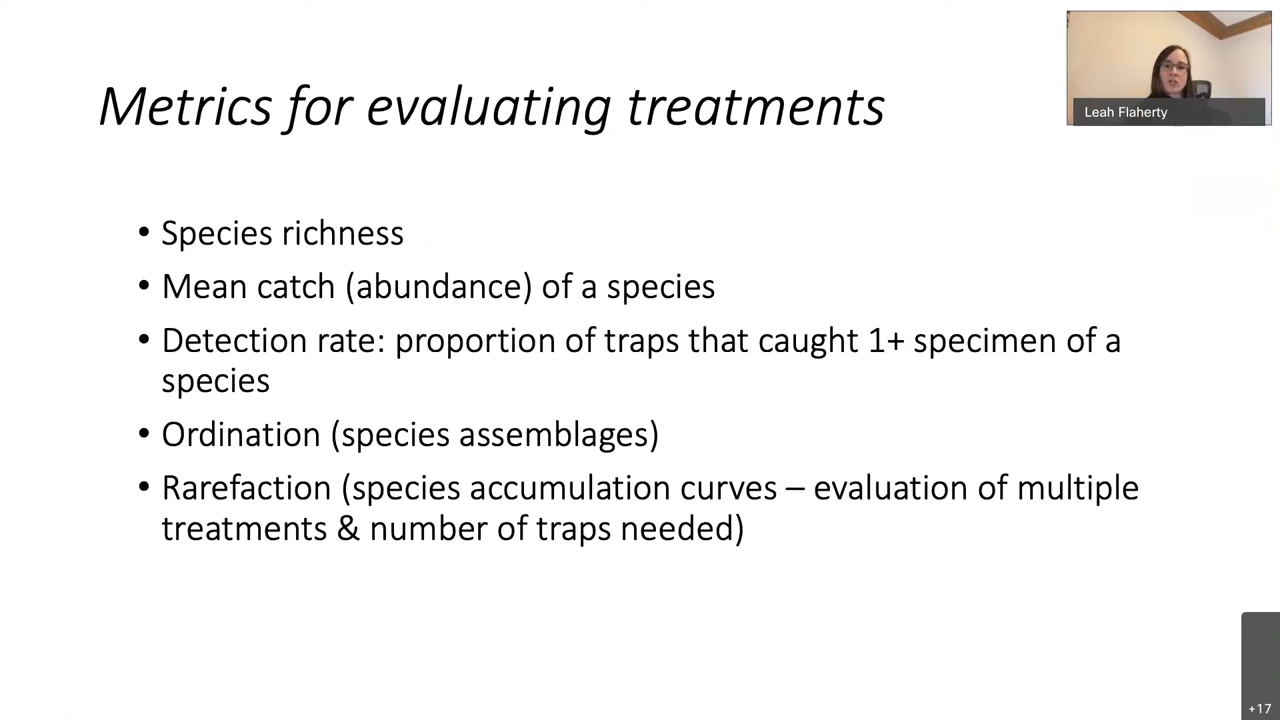 Metrics for evaluating treatments
Leah Flaherty
• Species richness
• Mean catch (abundance) of a species
• Detection rate: proportion of traps that caught 1+ specimen of a
species
• Ordination (species assemblages)
• Rarefaction (species accumulation curves – evaluation of multiple
treatments & number of traps needed)
+17